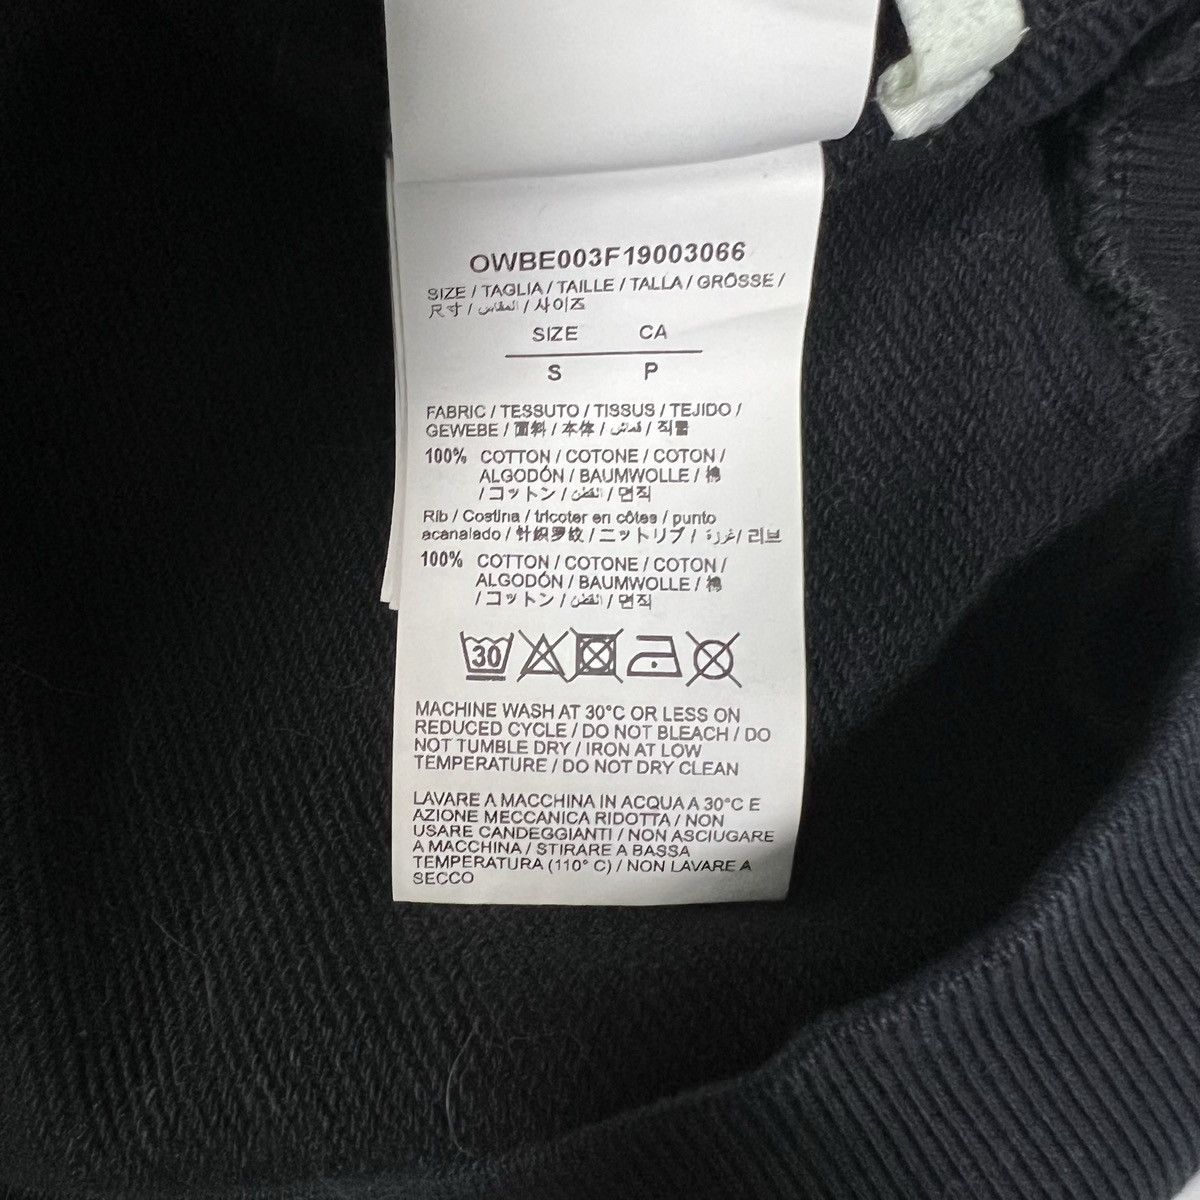 OWBE003F19003066
SIZE / TAGLIA / TAILLE / TALLA / GRÖSSE /
尺寸 / المقاس / 사이즈
SIZE CA
S P
FABRIC / TESSUTO / TISSUS / TEJIDO /
GEWEBE / 面料 / 本体 / قماش / 직물
100% COTTON / COTONE / COTON /
ALGODÓN / BAUMWOLLE / 棉
/ コットン / القطن / 면직
Rib / Costina / tricoter en côtes / punto
acanalado / 针织罗纹 / ニットリブ / غرزة / 리브
100% COTTON / COTONE / COTON /
ALGODÓN / BAUMWOLLE / 棉
/ コットン / القطن / 면직
30
MACHINE WASH AT 30°C OR LESS ON
REDUCED CYCLE / DO NOT BLEACH / DO
NOT TUMBLE DRY / IRON AT LOW
TEMPERATURE / DO NOT DRY CLEAN
LAVARE A MACCHINA IN ACQUA A 30°C E
AZIONE MECCANICA RIDOTTA / NON
USARE CANDEGGIANTI / NON ASCIUGARE
A MACCHINA / STIRARE A BASSA
TEMPERATURA (110° C) / NON LAVARE A
SECCO